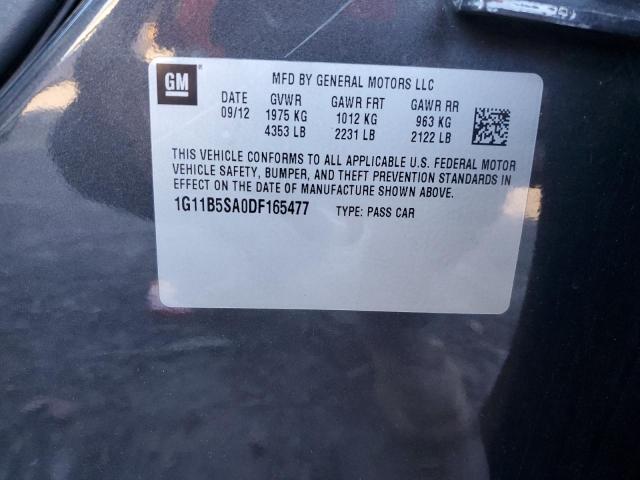 GM
MFD BY GENERAL MOTORS LLC
DATE GVWR GAWR FRT GAWR RR
09/12 1975 KG 1012 KG 963 KG
4353 LB 2231 LB 2122 LB
THIS VEHICLE CONFORMS TO ALL APPLICABLE U.S. FEDERAL MOTOR
VEHICLE SAFETY, BUMPER, AND THEFT PREVENTION STANDARDS IN
EFFECT ON THE DATE OF MANUFACTURE SHOWN ABOVE.
1G11B5SA0DF165477 TYPE: PASS CAR